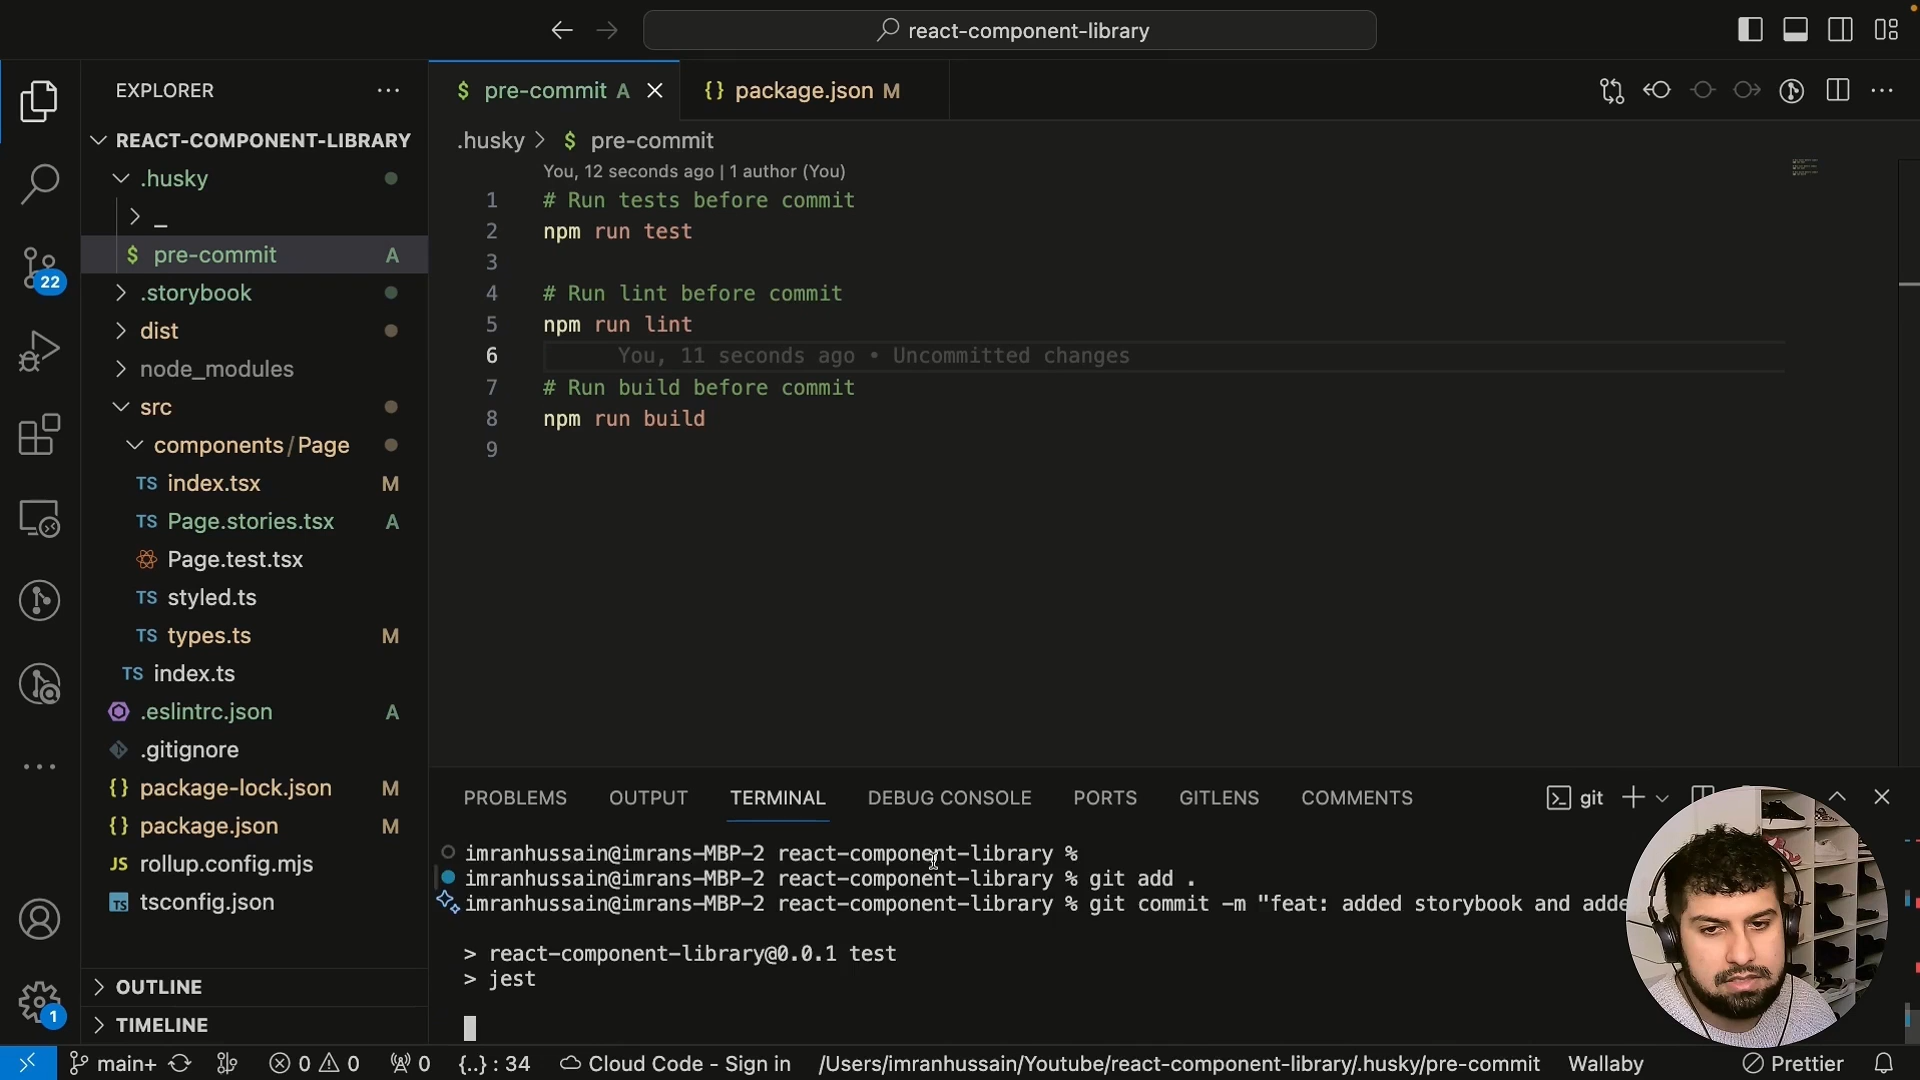 react-component-library
EXPLORER
REACT-COMPONENT-LIBRARY
.husky
_
$ pre-commit A
.storybook
dist
node_modules
src
components/Page
TS index.tsx M
TS Page.stories.tsx A
Page.test.tsx
TS styled.ts
TS types.ts M
TS index.ts
.eslintrc.json A
.gitignore
{} package-lock.json M
{} package.json M
JS rollup.config.mjs
TS tsconfig.json
OUTLINE
TIMELINE
22
1
$ pre-commit A
{} package.json M
.husky > $ pre-commit
You, 12 seconds ago | 1 author (You)
1 # Run tests before commit
2 npm run test
3
4 # Run lint before commit
5 npm run lint
6 You, 11 seconds ago • Uncommitted changes
7 # Run build before commit
8 npm run build
9
PROBLEMS OUTPUT TERMINAL DEBUG CONSOLE PORTS GITLENS COMMENTS
git
imranhussain@imrans-MBP-2 react-component-library %
imranhussain@imrans-MBP-2 react-component-library % git add .
imranhussain@imrans-MBP-2 react-component-library % git commit -m "feat: added storybook and adde
> react-component-library@0.0.1 test
> jest
main+ 0 0 0 {..} : 34 Cloud Code - Sign in /Users/imranhussain/Youtube/react-component-library/.husky/pre-commit Wallaby Prettier